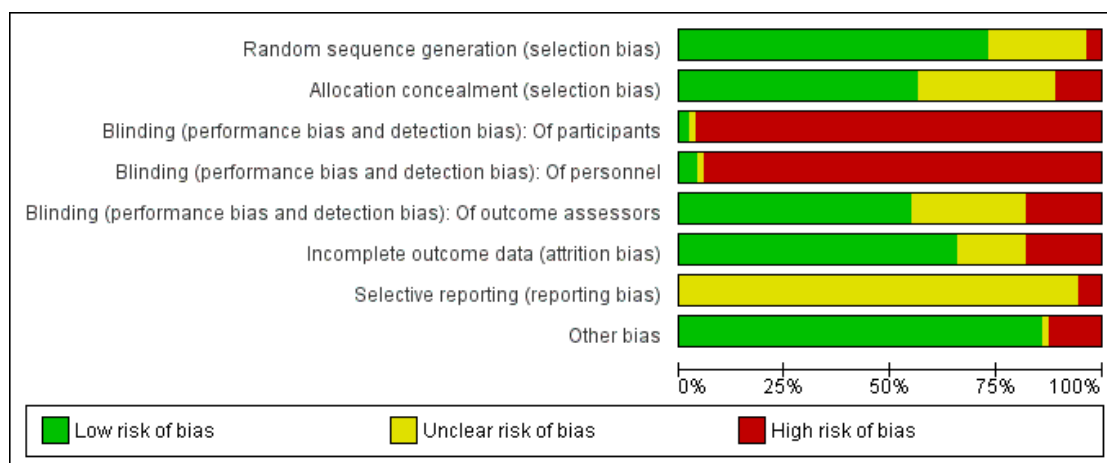 Random sequence generation (selection bias)
Allocation concealment (selection bias)
Blinding (performance bias and detection bias): Of participants
Blinding (performance bias and detection bias): Of personnel
Blinding (performance bias and detection bias): Of outcome assessors
Incomplete outcome data (attrition bias)
Selective reporting (reporting bias)
Other bias
0% 25% 50% 75% 100%
Low risk of bias Unclear risk of bias High risk of bias